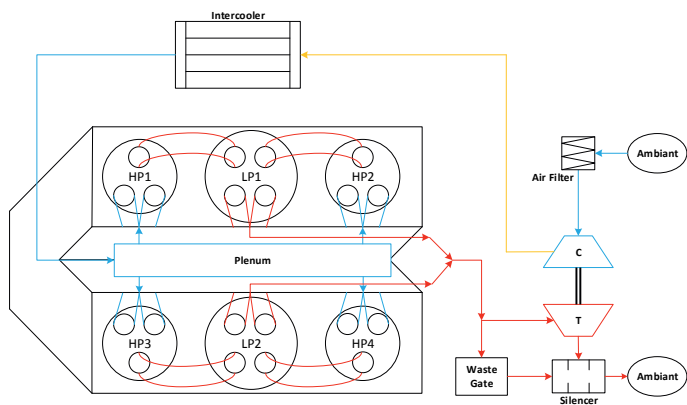 Intercooler
HP1
LP1
HP2
Air Filter
Ambiant
C
Plenum
T
HP3
LP2
HP4
Waste
Gate
Silencer
Ambiant